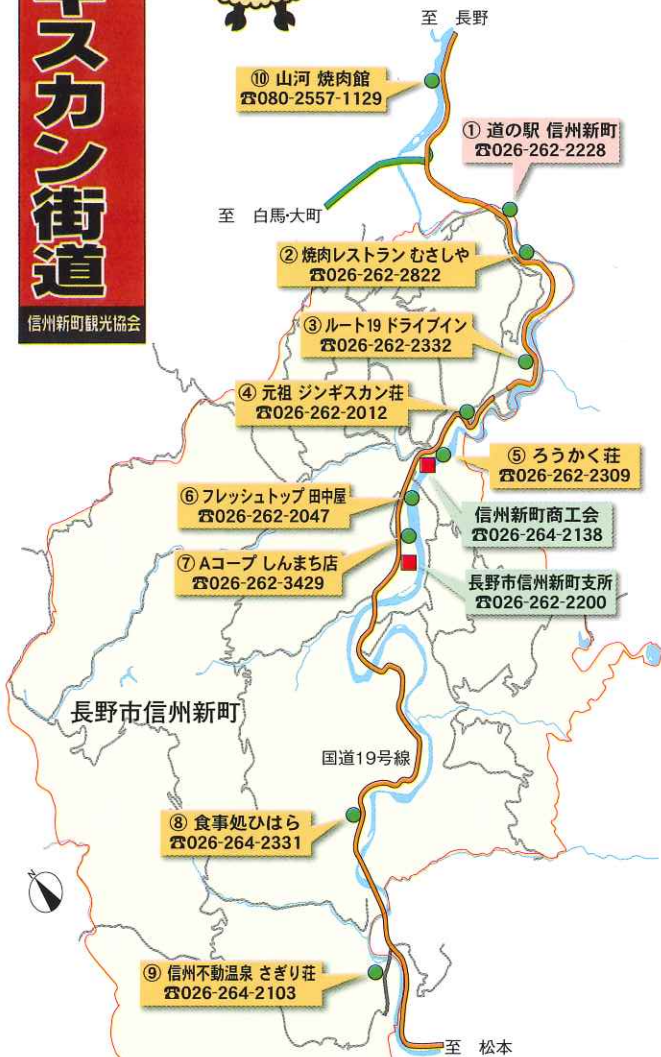 ギスカン街道
信州新町観光協会
至 長野
⑩ 山河 焼肉館
☎080-2557-1129
① 道の駅 信州新町
☎026-262-2228
至 白馬・大町
② 焼肉レストラン むさしや
☎026-262-2822
③ ルート19 ドライブイン
☎026-262-2332
④ 元祖 ジンギスカン荘
☎026-262-2012
⑤ ろうかく荘
☎026-262-2309
⑥ フレッシュトップ 田中屋
☎026-262-2047
信州新町商工会
☎026-264-2138
⑦ Aコープ しんまち店
☎026-262-3429
長野市信州新町支所
☎026-262-2200
長野市信州新町
国道19号線
⑧ 食事処ひはら
☎026-264-2331
⑨ 信州不動温泉 さぎり荘
☎026-264-2103
至 松本